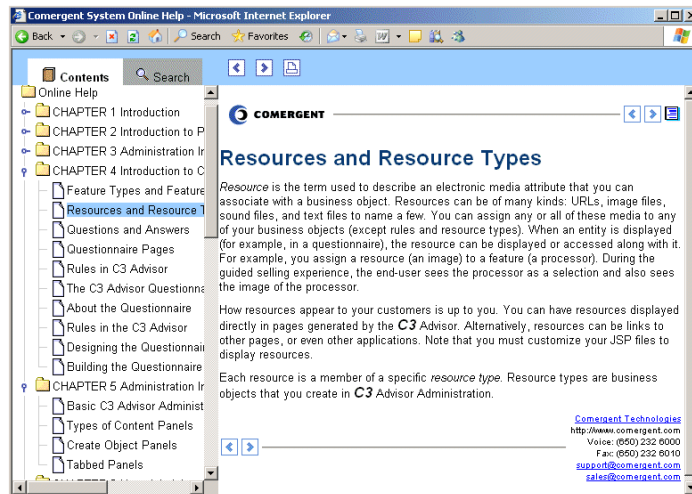 Comergent System Online Help - Microsoft Internet Explorer
Back Search Favorites
Contents Search
Online Help
CHAPTER 1 Introduction
CHAPTER 2 Introduction to P
CHAPTER 3 Administration Ir
CHAPTER 4 Introduction to C
Feature Types and Feature
Resources and Resource T
Questions and Answers
Questionnaire Pages
Rules in C3 Advisor
The C3 Advisor Questionna
About the Questionnaire
Rules in the C3 Advisor
Designing the Questionnai
Building the Questionnaire
CHAPTER 5 Administration Ir
Basic C3 Advisor Administ
Types of Content Panels
Create Object Panels
Tabbed Panels
COMERGENT
Resources and Resource Types
Resource is the term used to describe an electronic media attribute that you can
associate with a business object. Resources can be of many kinds: URLs, image files,
sound files, and text files to name a few. You can assign any or all of these media to any
of your business objects (except rules and resource types). When an entity is displayed
(for example, in a questionnaire), the resource can be displayed or accessed along with it.
For example, you assign a resource (an image) to a feature (a processor). During the
guided selling experience, the end-user sees the processor as a selection and also sees
the image of the processor.
How resources appear to your customers is up to you. You can have resources displayed
directly in pages generated by the C3 Advisor. Alternatively, resources can be links to
other pages, or even other applications. Note that you must customize your JSP files to
display resources.
Each resource is a member of a specific resource type. Resource types are business
objects that you create in C3 Advisor Administration.
Comergent Technologies
http://www.comergent.com
Voice: (650) 232 6000
Fax: (650) 232 6010
support@comergent.com
sales@comergent.com